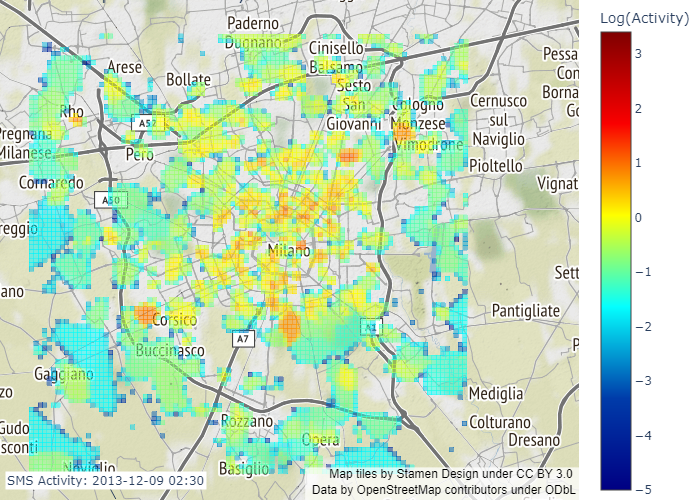 Log(Activity)
3
2
1
0
−1
−2
−3
−4
−5
Paderno
Dugnano
Cinisello
Balsamo
Arese
Bollate
Sesto
San
Giovanni
Rho
A52
Cologno
Monzese
Vimodrone
Cernusco
sul
Naviglio
Pessa
Con
Borna
Go
Pregnana
Milanese
Pero
Pioltello
Cornaredo
Vignat
A50
reggio
Milano
Sett
ano
Pantigliate
Corsico
A1
A7
P
Buccinasco
Gaggiano
Mediglia
zo
Rozzano
Colturano
Gudo
sconti
Opera
Dresano
Noviglio
Basiglio
SMS Activity: 2013-12-09 02:30
Map tiles by Stamen Design under CC BY 3.0
Data by OpenStreetMap contributors under ODbL